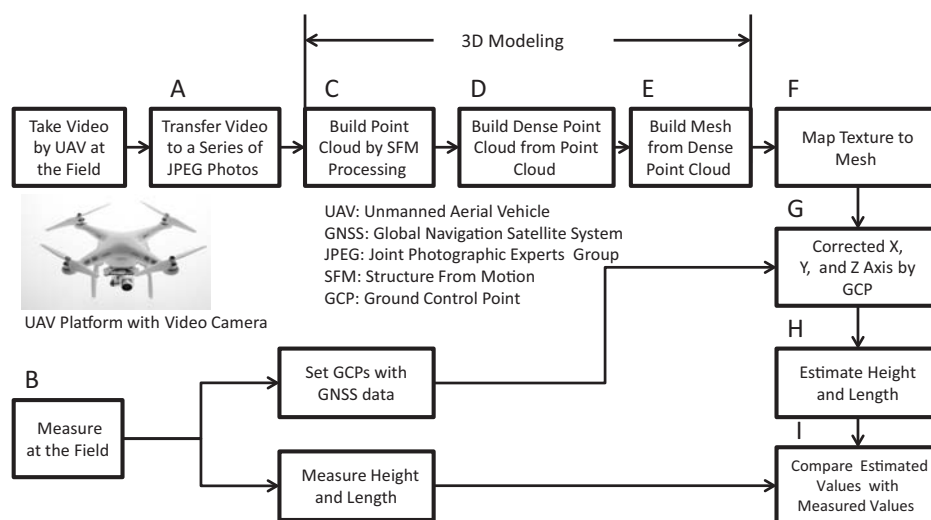 3D Modeling
A
C
D
E
F
Take Video
by UAV at
the Field
Transfer Video
to a Series of
JPEG Photos
Build Point
Cloud by SFM
Processing
Build Dense Point
Cloud from Point
Cloud
Build Mesh
from Dense
Point Cloud
Map Texture to
Mesh
UAV: Unmanned Aerial Vehicle
GNSS: Global Navigation Satellite System
JPEG: Joint Photographic Experts Group
SFM: Structure From Motion
GCP: Ground Control Point
UAV Platform with Video Camera
G
Corrected X,
Y, and Z Axis by
GCP
H
Estimate Height
and Length
B
Measure
at the Field
Set GCPs with
GNSS data
Measure Height
and Length
I
Compare Estimated
Values with
Measured Values